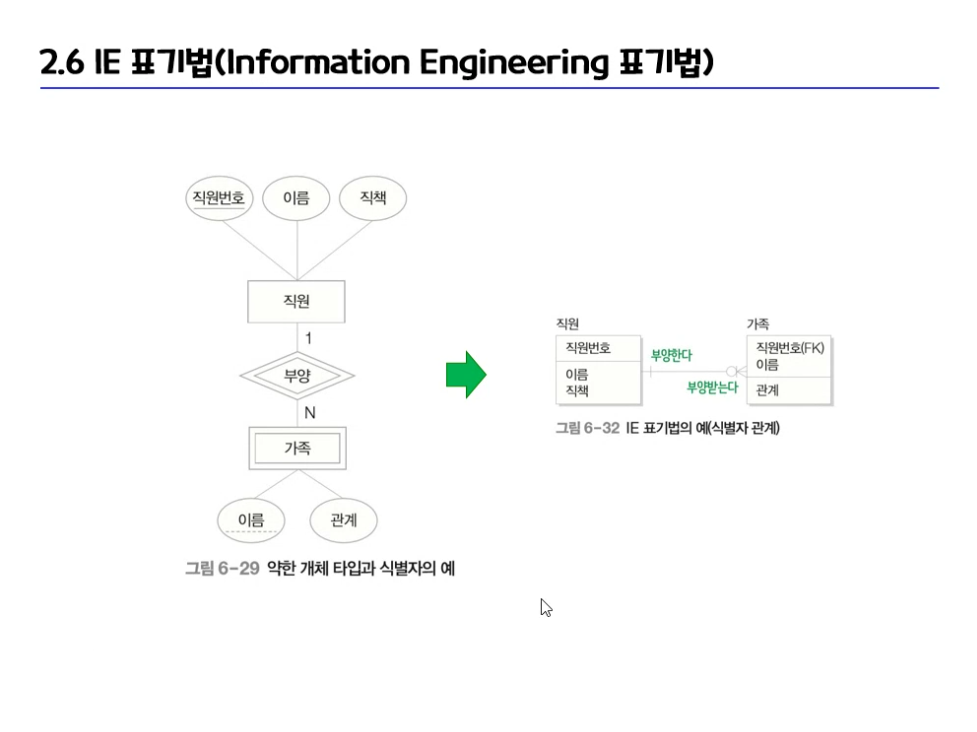 2.6 IE 표기법(Information Engineering 표기법)
직원번호 이름 직책
직원
1
부양
N
가족
이름 관계
그림 6-29 약한 개체 타입과 식별자의 예
직원 가족
직원번호
이름
직책
부양한다
부양받는다
직원번호(FK)
이름
관계
그림 6-32 IE 표기법의 예(식별자 관계)